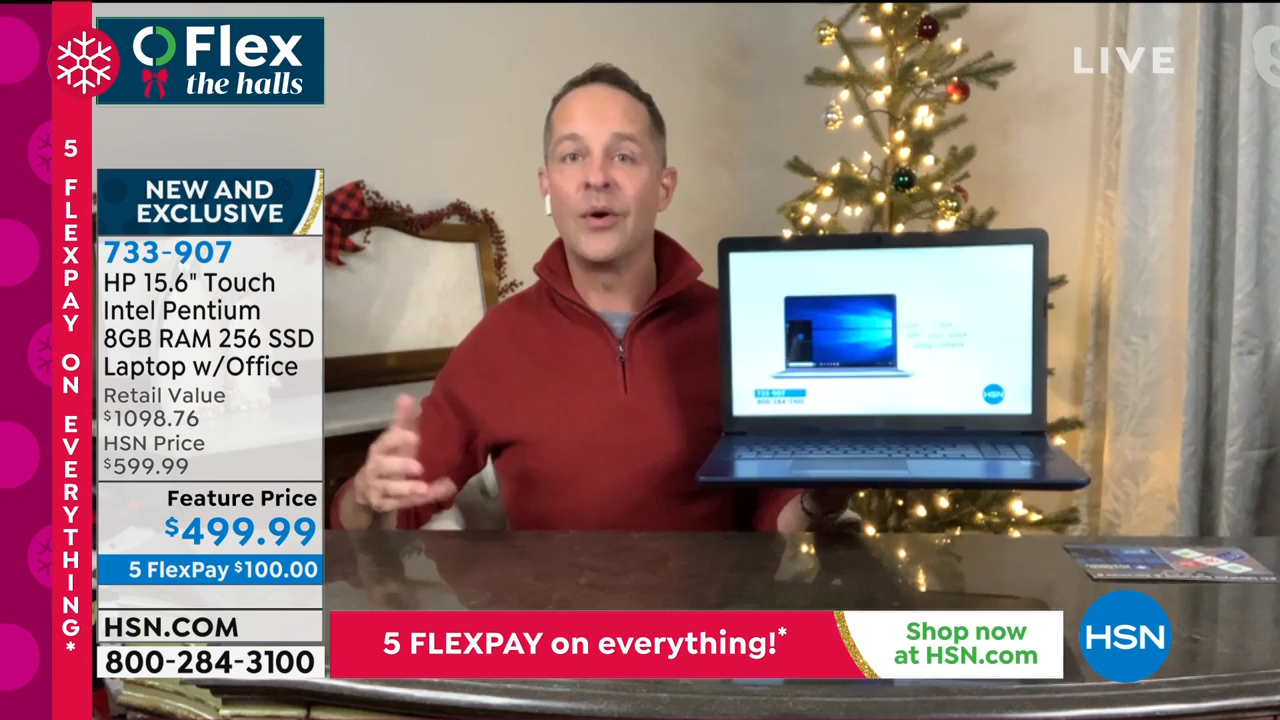 Flex
the halls
LIVE
5 FLEXPAY ON EVERYTHING*
NEW AND
EXCLUSIVE
733-907
HP 15.6" Touch
Intel Pentium
8GB RAM 256 SSD
Laptop w/Office
Retail Value
$1098.76
HSN Price
$599.99
Feature Price
$499.99
5 FlexPay $100.00
HSN.COM
800-284-3100
733-907
800-284-3100
HSN
5 FLEXPAY on everything!*
Shop now
at HSN.com
HSN